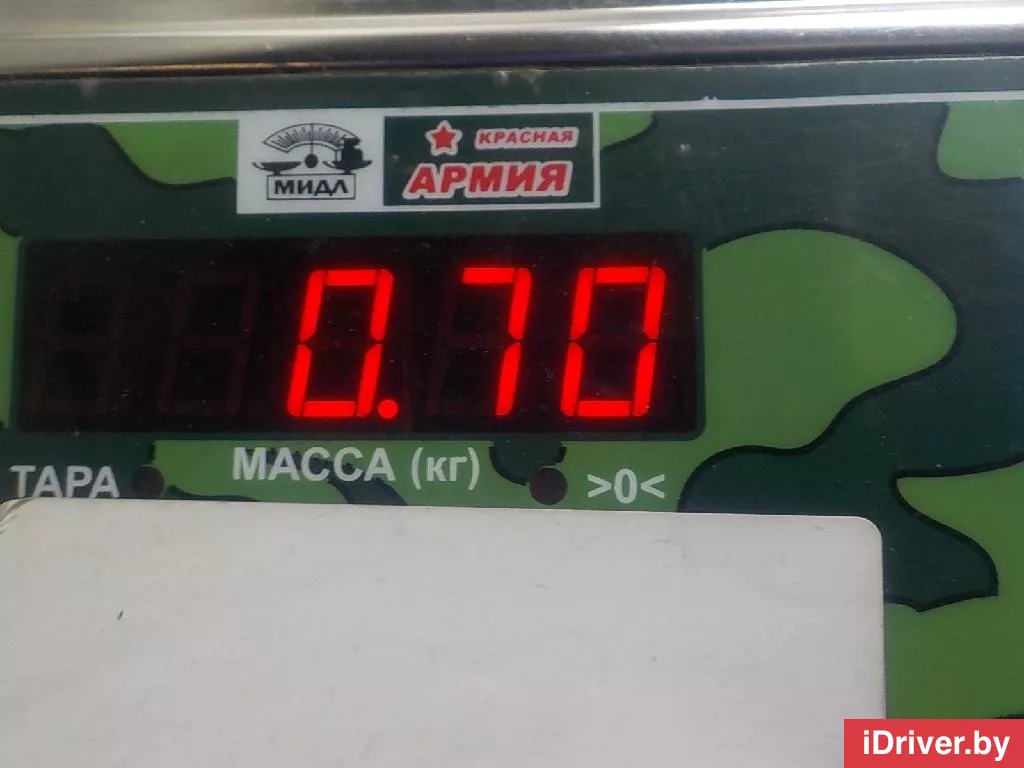 МИДЛ
КРАСНАЯ
АРМИЯ
0.70
ТАРА
МАССА (кг)
>0<
iDriver.by